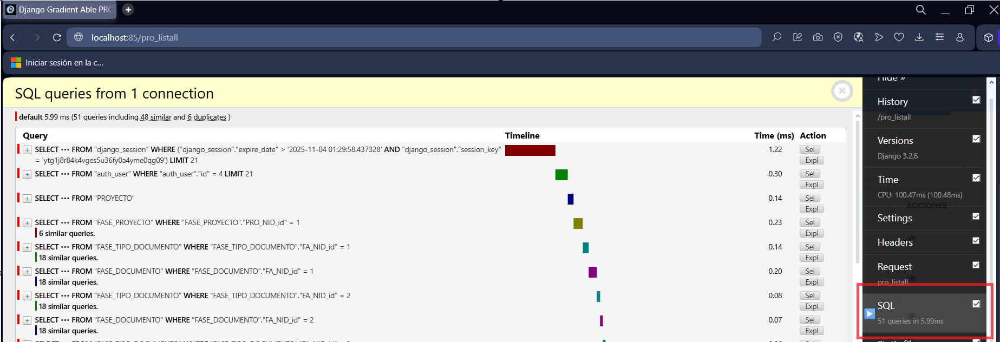 Django Gradient Able PRO
localhost:85/pro_listall
Iniciar sesión en la c...
SQL queries from 1 connection
default 5.99 ms (51 queries including 48 similar and 6 duplicates )
Query Timeline Time (ms) Action
SELECT ••• FROM "django_session" WHERE ("django_session"."expire_date" > '2025-11-04 01:29:58.437328' AND "django_session"."session_key" 1.22 Sel
= 'ytg1j8r84k4vges5u36fy0a4yme0qg09') LIMIT 21 Expl
SELECT ••• FROM "auth_user" WHERE "auth_user"."id" = 4 LIMIT 21 0.30 Sel
Expl
SELECT ••• FROM "PROYECTO" 0.14 Sel
Expl
SELECT ••• FROM "FASE_PROYECTO" WHERE "FASE_PROYECTO"."PRO_NID_id" = 1 0.23 Sel
6 similar queries. Expl
SELECT ••• FROM "FASE_TIPO_DOCUMENTO" WHERE "FASE_TIPO_DOCUMENTO"."FA_NID_id" = 1 0.14 Sel
18 similar queries. Expl
SELECT ••• FROM "FASE_DOCUMENTO" WHERE "FASE_DOCUMENTO"."FA_NID_id" = 1 0.20 Sel
18 similar queries. Expl
SELECT ••• FROM "FASE_TIPO_DOCUMENTO" WHERE "FASE_TIPO_DOCUMENTO"."FA_NID_id" = 2 0.08 Sel
18 similar queries. Expl
SELECT ••• FROM "FASE_DOCUMENTO" WHERE "FASE_DOCUMENTO"."FA_NID_id" = 2 0.07 Sel
18 similar queries. Expl
Hide »
History
/pro_listall
Versions
Django 3.2.6
Time
CPU: 100.47ms (100.48ms)
ACCIONES
Settings
Headers
Request
pro_listall
SQL
51 queries in 5.99ms